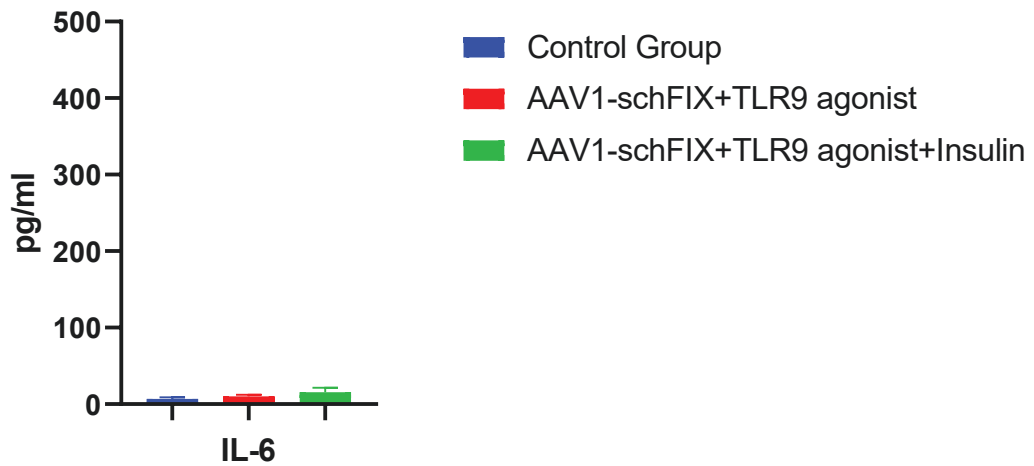 500
400
300
200
100
0
pg/ml
IL-6
Control Group
AAV1-schFIX+TLR9 agonist
AAV1-schFIX+TLR9 agonist+Insulin